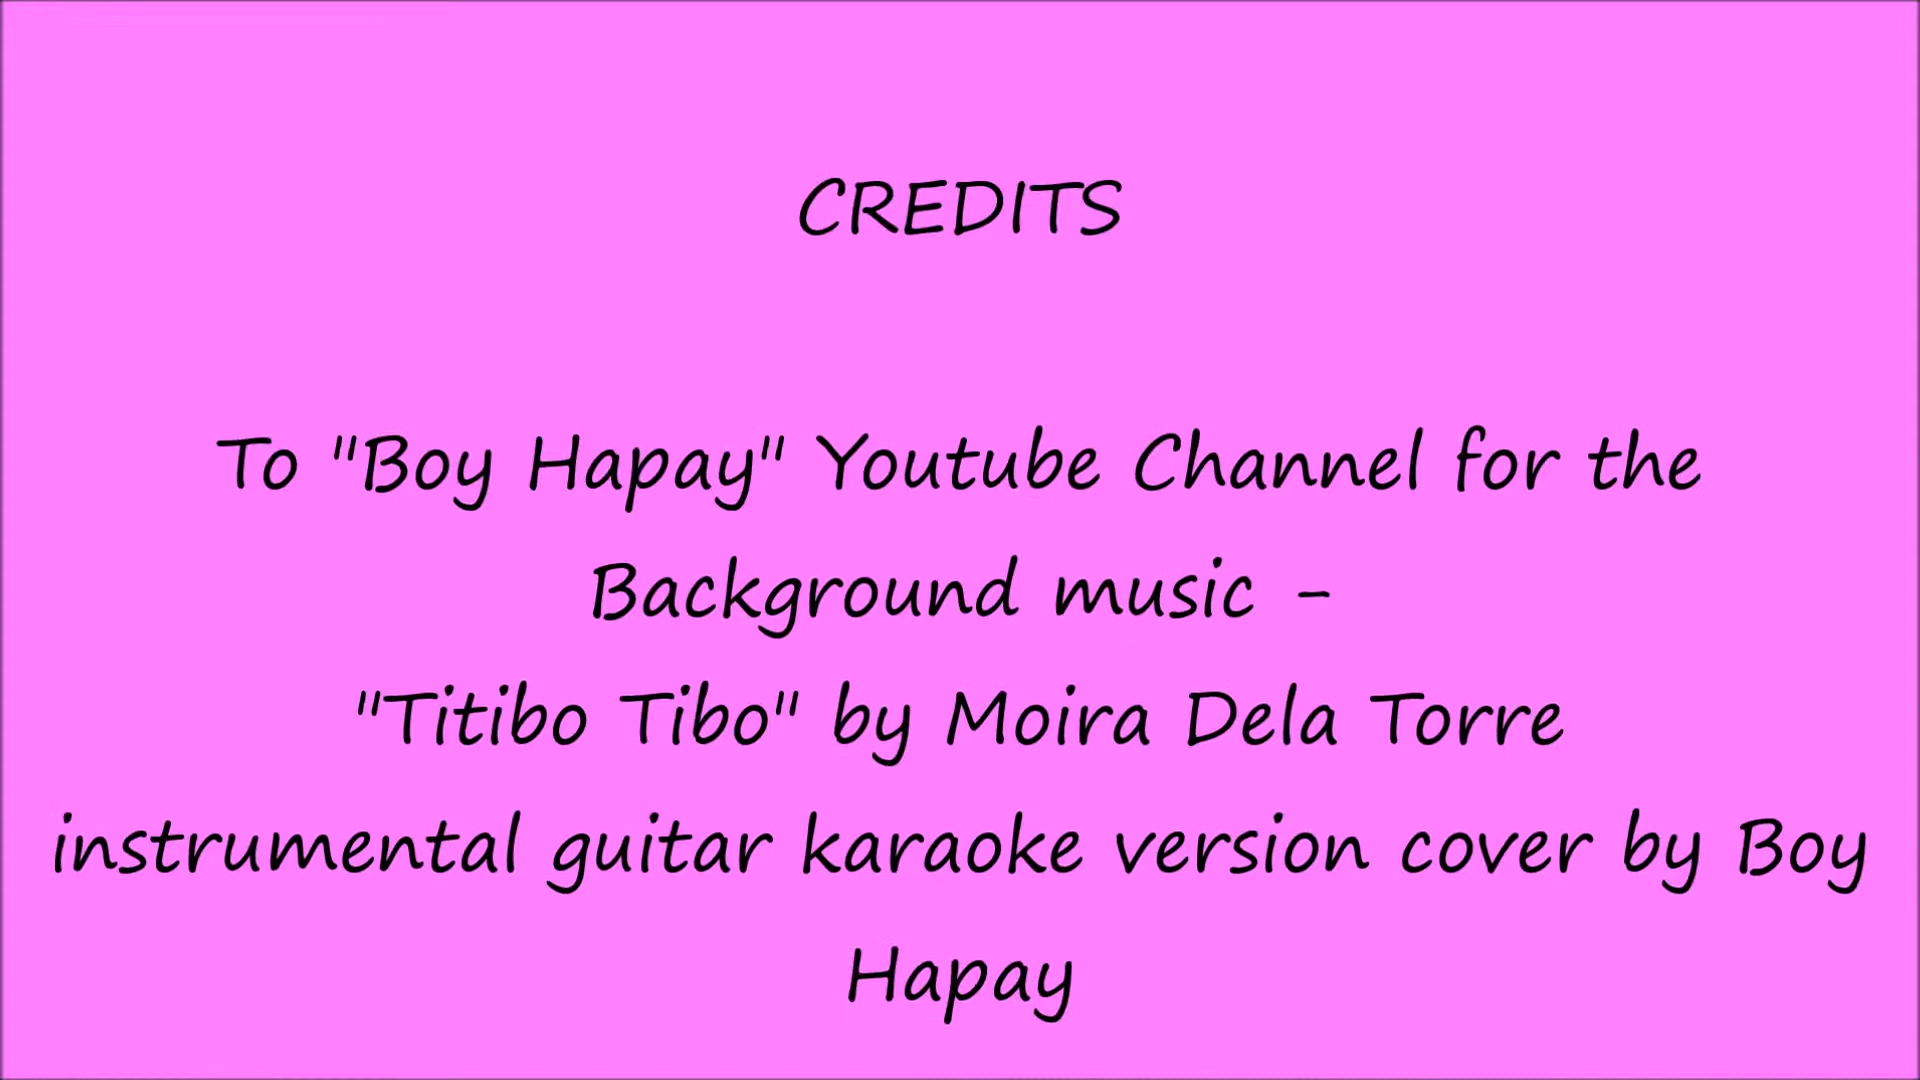 CREDITS
To "Boy Hapay" Youtube Channel for the
Background music -
"Titibo Tibo" by Moira Dela Torre
instrumental guitar karaoke version cover by Boy
Hapay